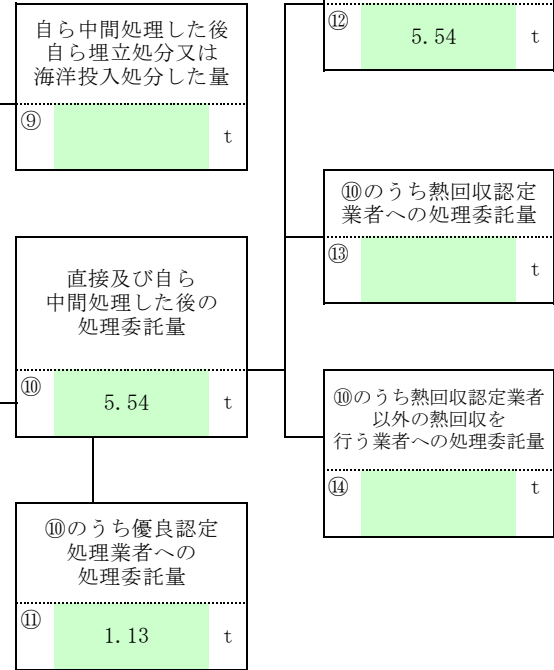 自ら中間処理した後
自ら埋立処分又は
海洋投入処分した量
⑨
t
直接及び自ら
中間処理した後の
処理委託量
⑩
5.54
t
⑩のうち優良認定
処理業者への
処理委託量
⑪
1.13
t
⑫
5.54
t
⑩のうち熱回収認定
業者への処理委託量
⑬
t
⑩のうち熱回収認定業者
以外の熱回収を
行う業者への処理委託量
⑭
t